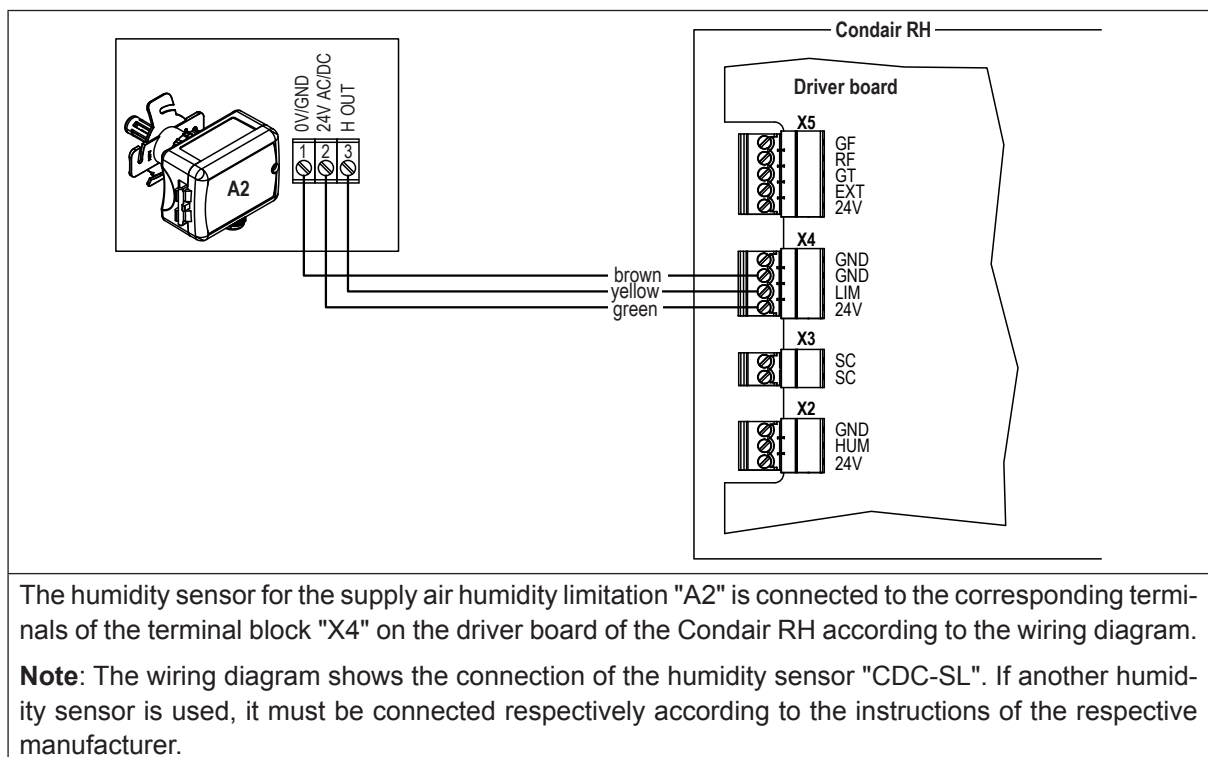 Condair RH
Driver board
0V/GND
24V AC/DC
H OUT
1 2 3
A2
X5
GF
RF
GT
EXT
24V
X4
GND
GND
LIM
24V
brown
yellow
green
X3
SC
SC
X2
GND
HUM
24V
The humidity sensor for the supply air humidity limitation "A2" is connected to the corresponding termi-
nals of the terminal block "X4" on the driver board of the Condair RH according to the wiring diagram.
Note: The wiring diagram shows the connection of the humidity sensor "CDC-SL". If another humid-
ity sensor is used, it must be connected respectively according to the instructions of the respective
manufacturer.